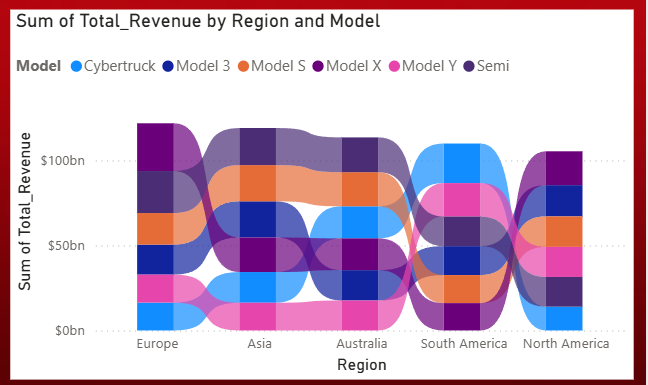 Sum of Total_Revenue by Region and Model
Model Cybertruck Model 3 Model S Model X Model Y Semi
Sum of Total_Revenue
$100bn
$50bn
$0bn
Europe Asia Australia South America North America
Region